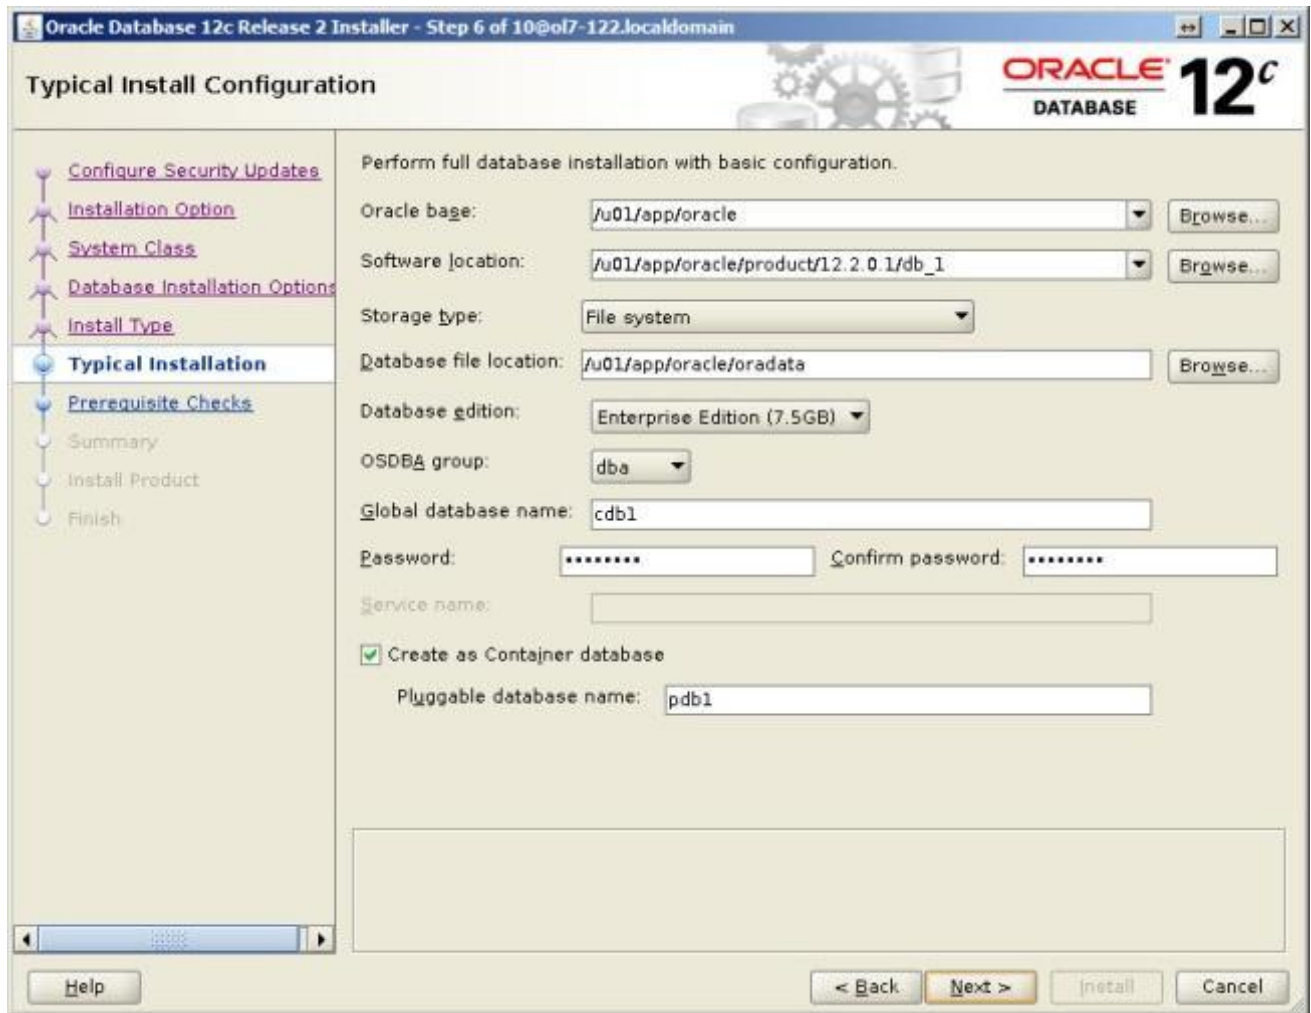 Oracle Database 12c Release 2 Installer - Step 6 of 10@ol7-122.localdomain
Typical Install Configuration
ORACLE DATABASE 12c
Configure Security Updates
Installation Option
System Class
Database Installation Options
Install Type
Typical Installation
Prerequisite Checks
Summary
Install Product
Finish
Perform full database installation with basic configuration.
Oracle base: /u01/app/oracle Browse...
Software location: /u01/app/oracle/product/12.2.0.1/db_1 Browse...
Storage type: File system
Database file location: /u01/app/oracle/oradata Browse...
Database edition: Enterprise Edition (7.5GB)
OSDBA group: dba
Global database name: cdb1
Password: •••••••• Confirm password: ••••••••
Service name:
Create as Container database
Pluggable database name: pdb1
Help < Back Next > Install Cancel